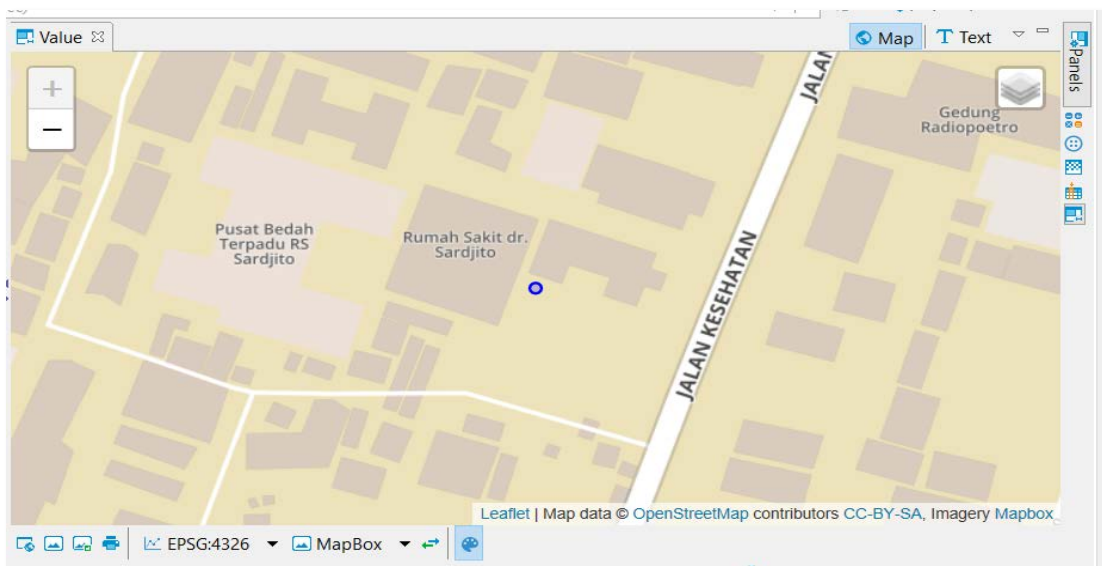 Value
Map
Text
Panels
JALAN
Gedung
Radiopoetro
Pusat Bedah
Terpadu RS
Sardjito
Rumah Sakit dr.
Sardjito
JALAN KESEHATAN
Leaflet | Map data © OpenStreetMap contributors CC-BY-SA, Imagery Mapbox
EPSG:4326
MapBox